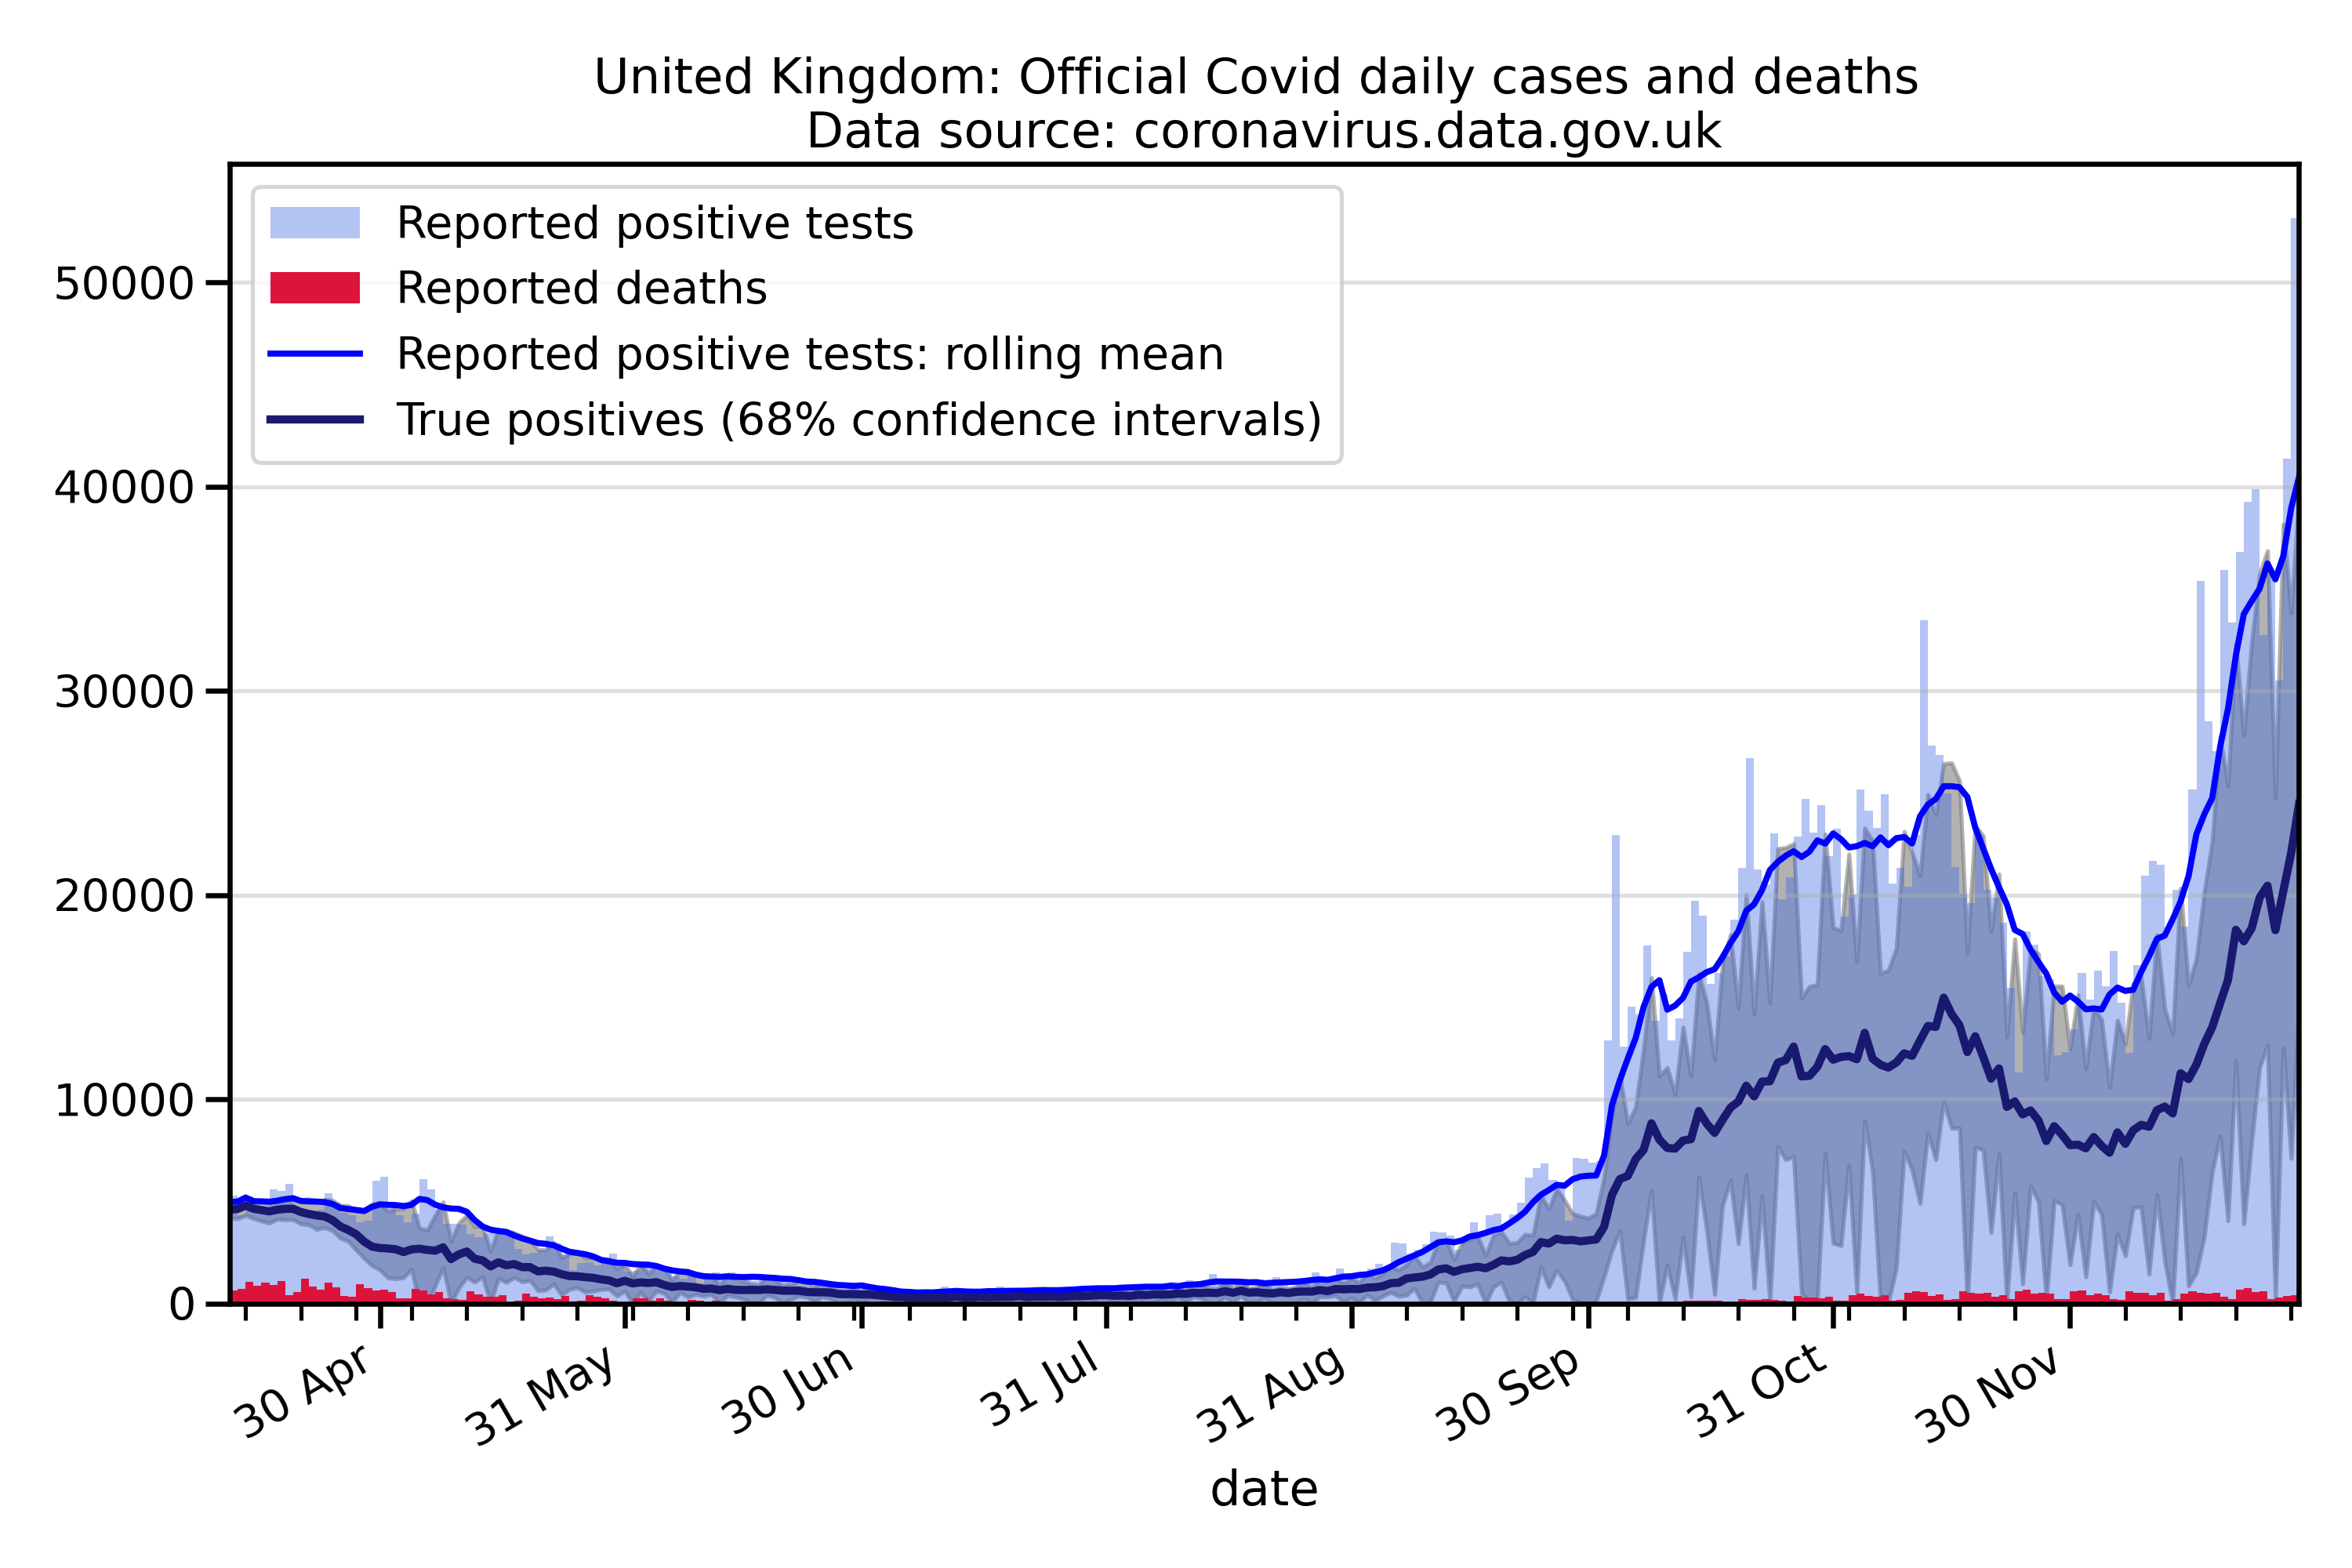 United Kingdom: Official Covid daily cases and deaths
Data source: coronavirus.data.gov.uk
Reported positive tests
Reported deaths
Reported positive tests: rolling mean
True positives (68% confidence intervals)
50000
40000
30000
20000
10000
0
30 Apr
31 May
30 Jun
31 Jul
31 Aug
30 Sep
31 Oct
30 Nov
date